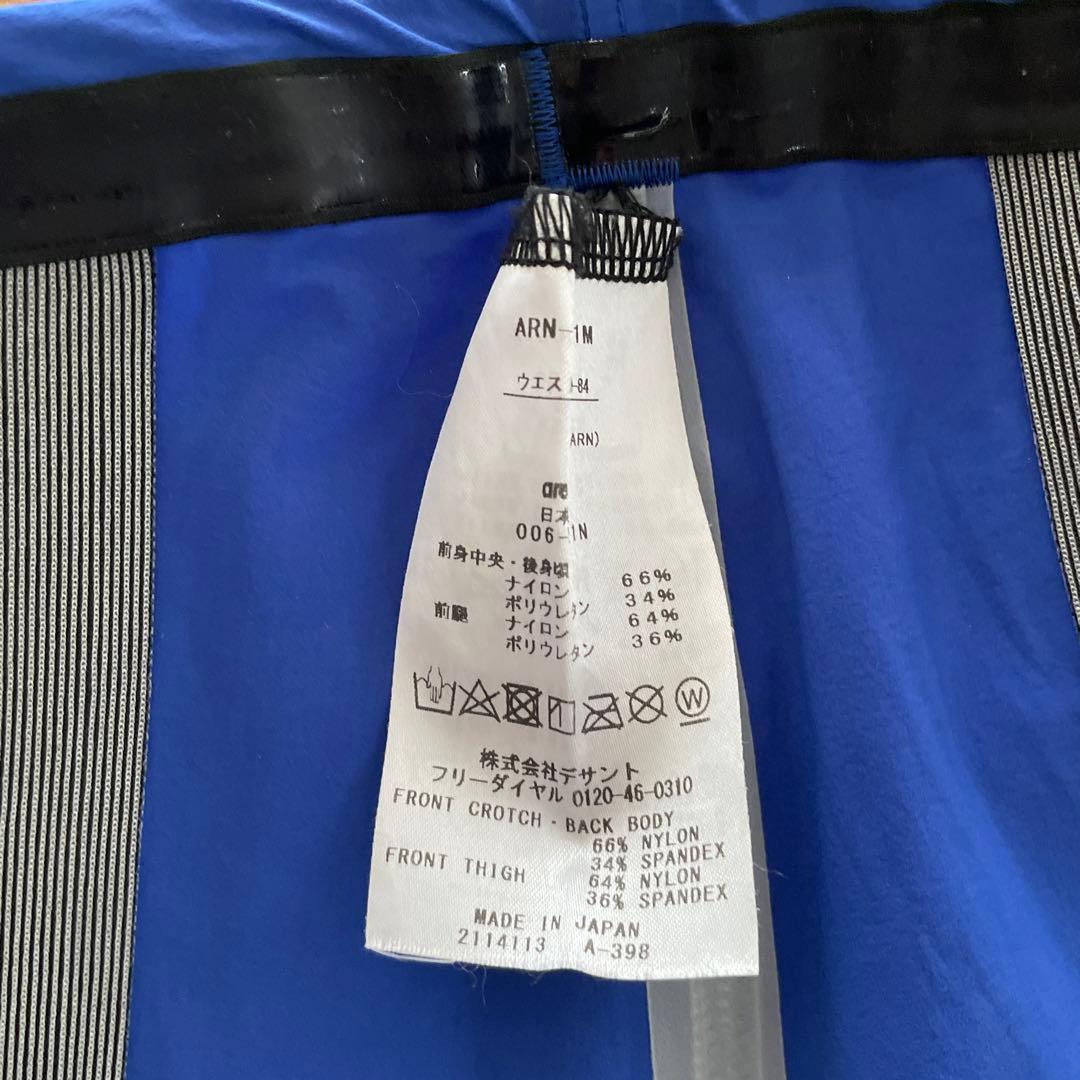 ARN-1M
ウエス -84
ARN)
are
日本
006- 1N
前身中央・後身頃
ナイロン 66%
ポリウレタン 34%
前腿 ナイロン 64%
ポリウレタン 36%
W
株式会社デサント
フリーダイヤル 0120-46-0310
FRONT CROTCH・BACK BODY
66% NYLON
34% SPANDEX
FRONT THIGH 64% NYLON
36% SPANDEX
MADE IN JAPAN
2114113 A-398